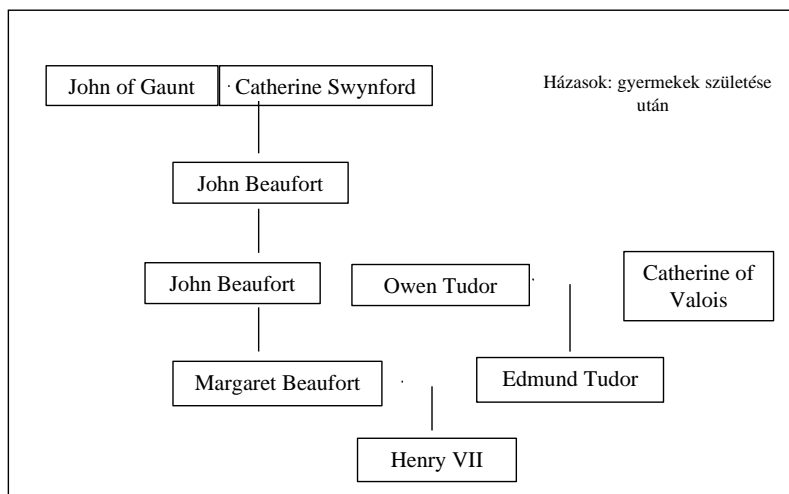 John of Gaunt
Catherine Swynford
Házasok: gyermekek születése
után
John Beaufort
John Beaufort
Owen Tudor
Catherine of
Valois
Margaret Beaufort
Edmund Tudor
Henry VII